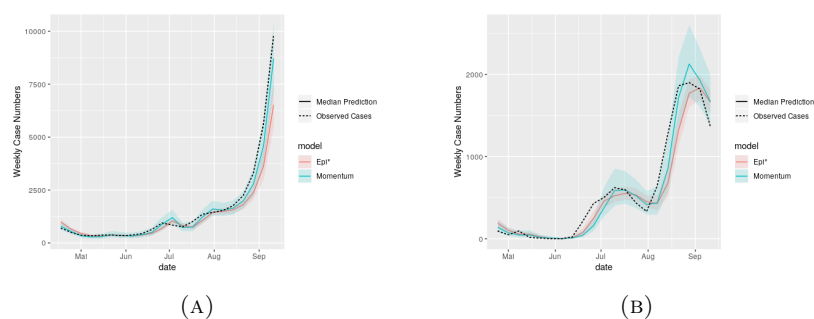 10000
7500
5000
2500
0
Weekly Case Numbers
Mai
Jun
Jul
Aug
Sep
date
Median Prediction
Observed Cases
model
Epi*
Momentum
(A)
2000
1000
0
Weekly Case Numbers
Mai
Jun
Jul
Aug
Sep
date
Median Prediction
Observed Cases
model
Epi*
Momentum
(B)